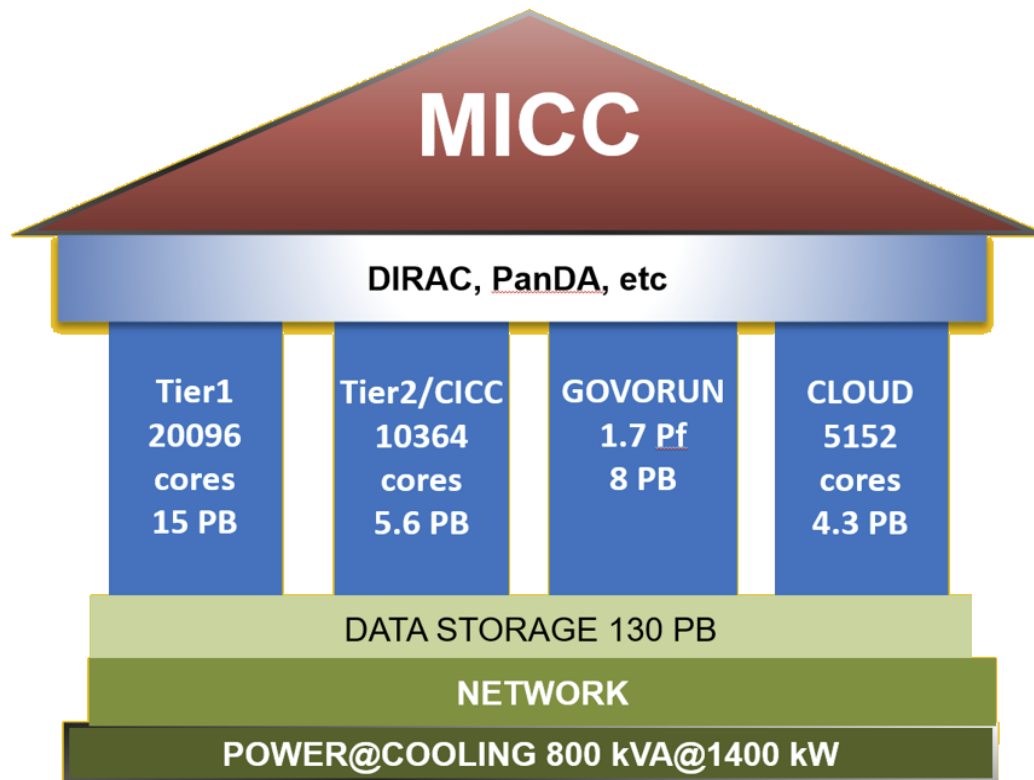 MICC
DIRAC, PanDA, etc
Tier1
20096
cores
15 PB
Tier2/CICC
10364
cores
5.6 PB
GOVORUN
1.7 Pf
8 PB
CLOUD
5152
cores
4.3 PB
DATA STORAGE 130 PB
NETWORK
POWER@COOLING 800 kVA@1400 kW